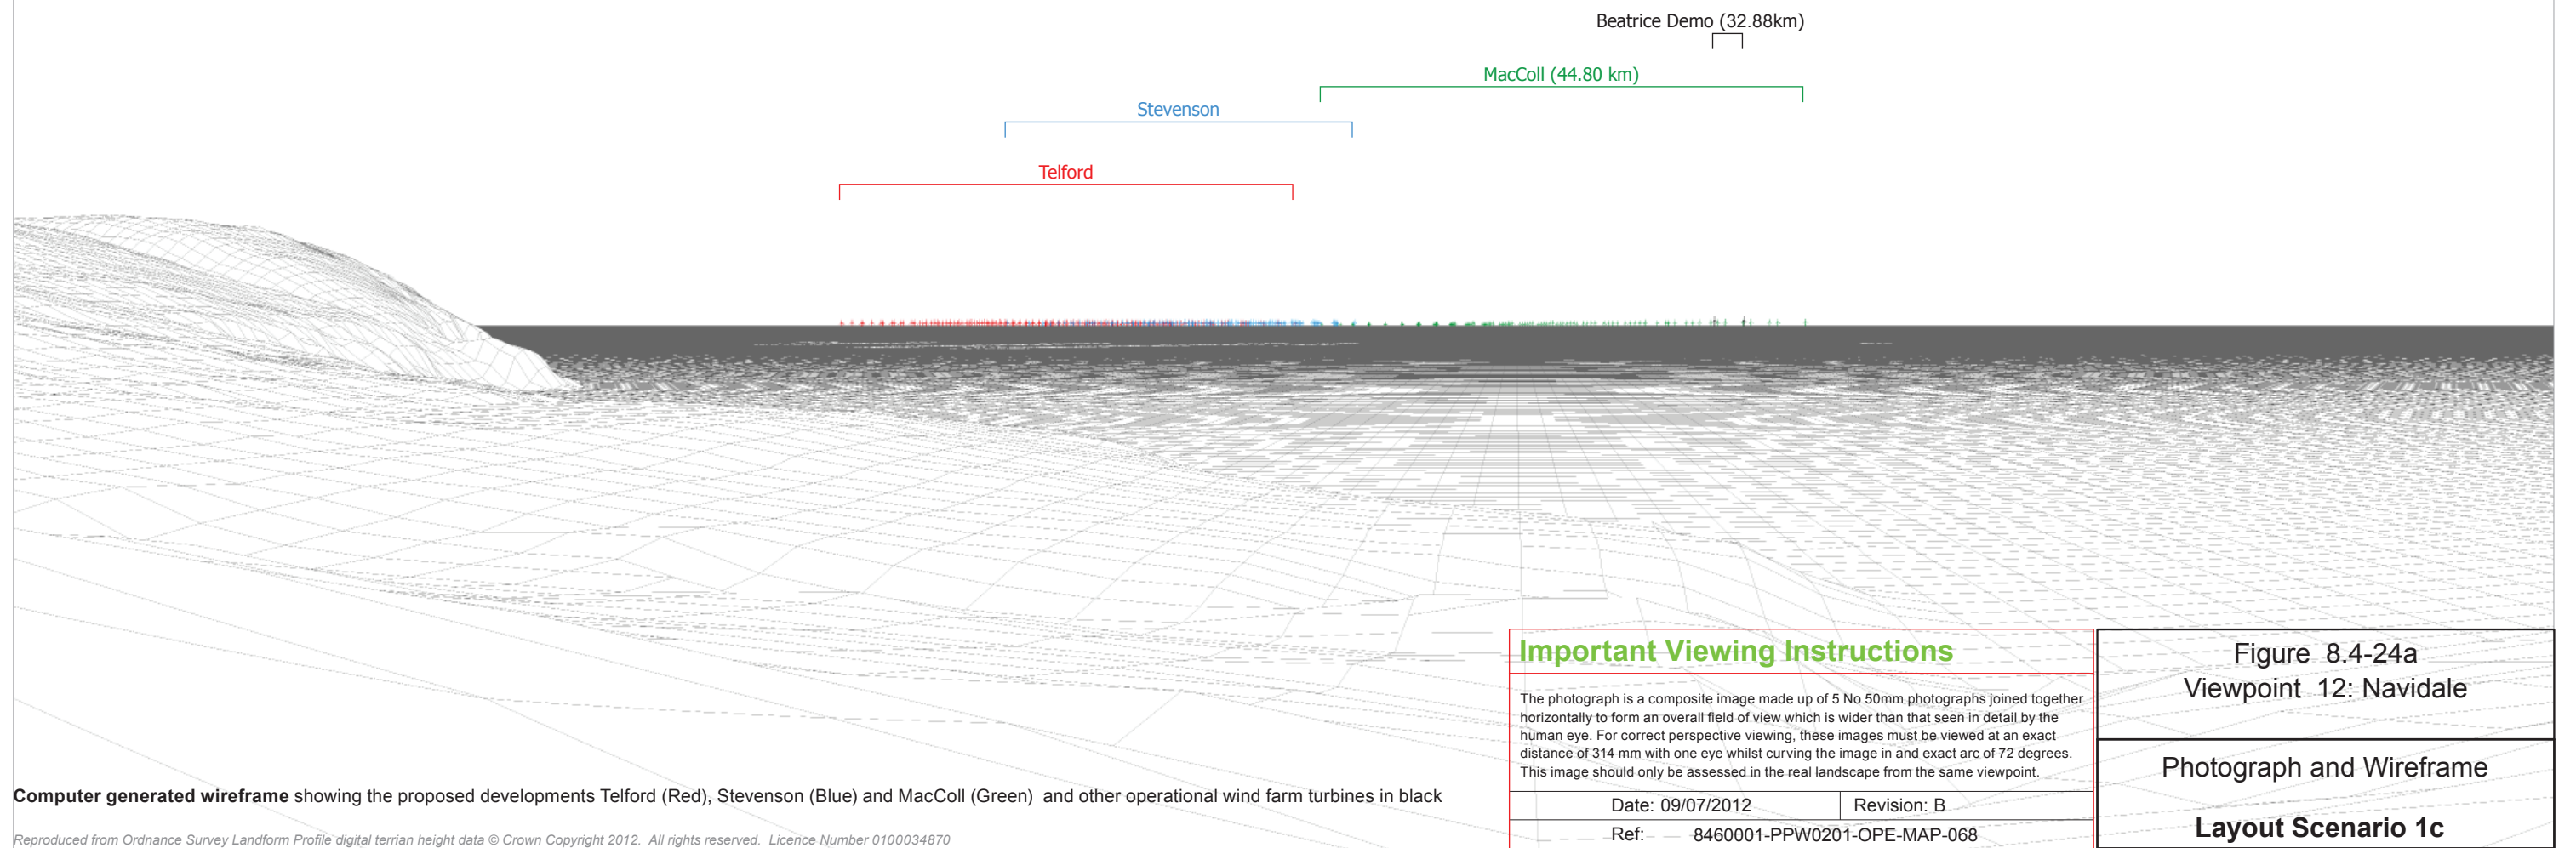 Beatrice Demo (32.88km)
MacColl (44.80 km)
Stevenson
Telford
Important Viewing Instructions
The photograph is a composite image made up of 5 No 50mm photographs joined together
horizontally to form an overall field of view which is wider than that seen in detail by the
human eye. For correct perspective viewing, these images must be viewed at an exact
distance of 314 mm with one eye whilst curving the image in and exact arc of 72 degrees.
This image should only be assessed in the real landscape from the same viewpoint.
Date: 09/07/2012
Revision: B
Ref: 8460001-PPW0201-OPE-MAP-068
Figure 8.4-24a
Viewpoint 12: Navidale
Photograph and Wireframe
Layout Scenario 1c
Computer generated wireframe showing the proposed developments Telford (Red), Stevenson (Blue) and MacColl (Green) and other operational wind farm turbines in black
Reproduced from Ordnance Survey Landform Profile digital terrian height data © Crown Copyright 2012. All rights reserved. Licence Number 0100034870